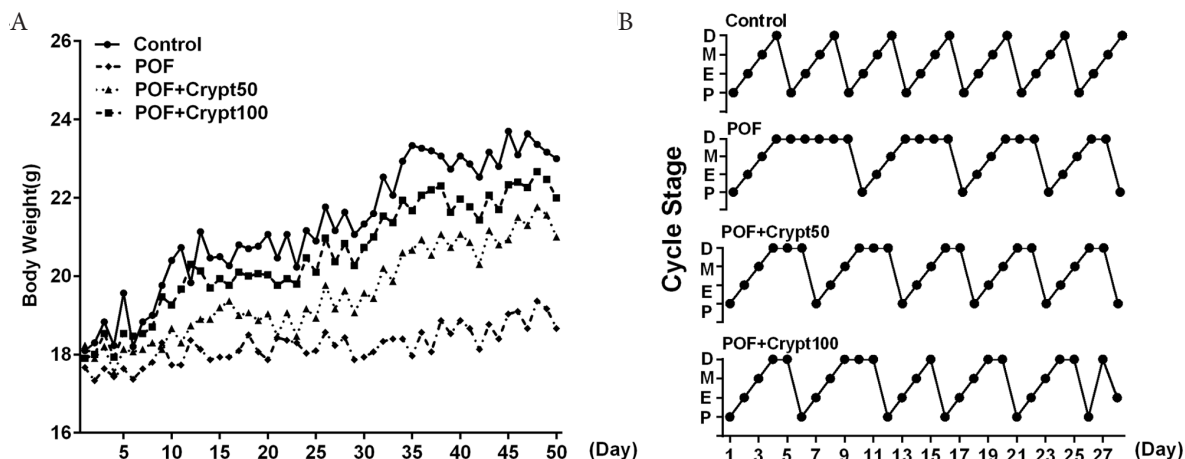 A
26
24
22
20
18
16
Body Weight(g)
Control
POF
POF+Crypt50
POF+Crypt100
5 10 15 20 25 30 35 40 45 50 (Day)
B
Cycle Stage
Control
D
M
E
P
POF
D
M
E
P
POF+Crypt50
D
M
E
P
POF+Crypt100
D
M
E
P
1 3 5 7 9 11 13 15 17 19 21 23 25 27 (Day)